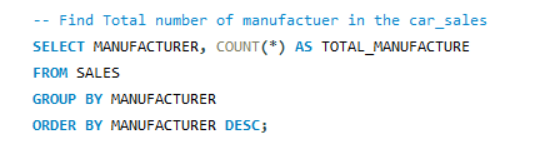 -- Find Total number of manufactuer in the car_sales
SELECT MANUFACTURER, COUNT(*) AS TOTAL_MANUFACTURE
FROM SALES
GROUP BY MANUFACTURER
ORDER BY MANUFACTURER DESC;